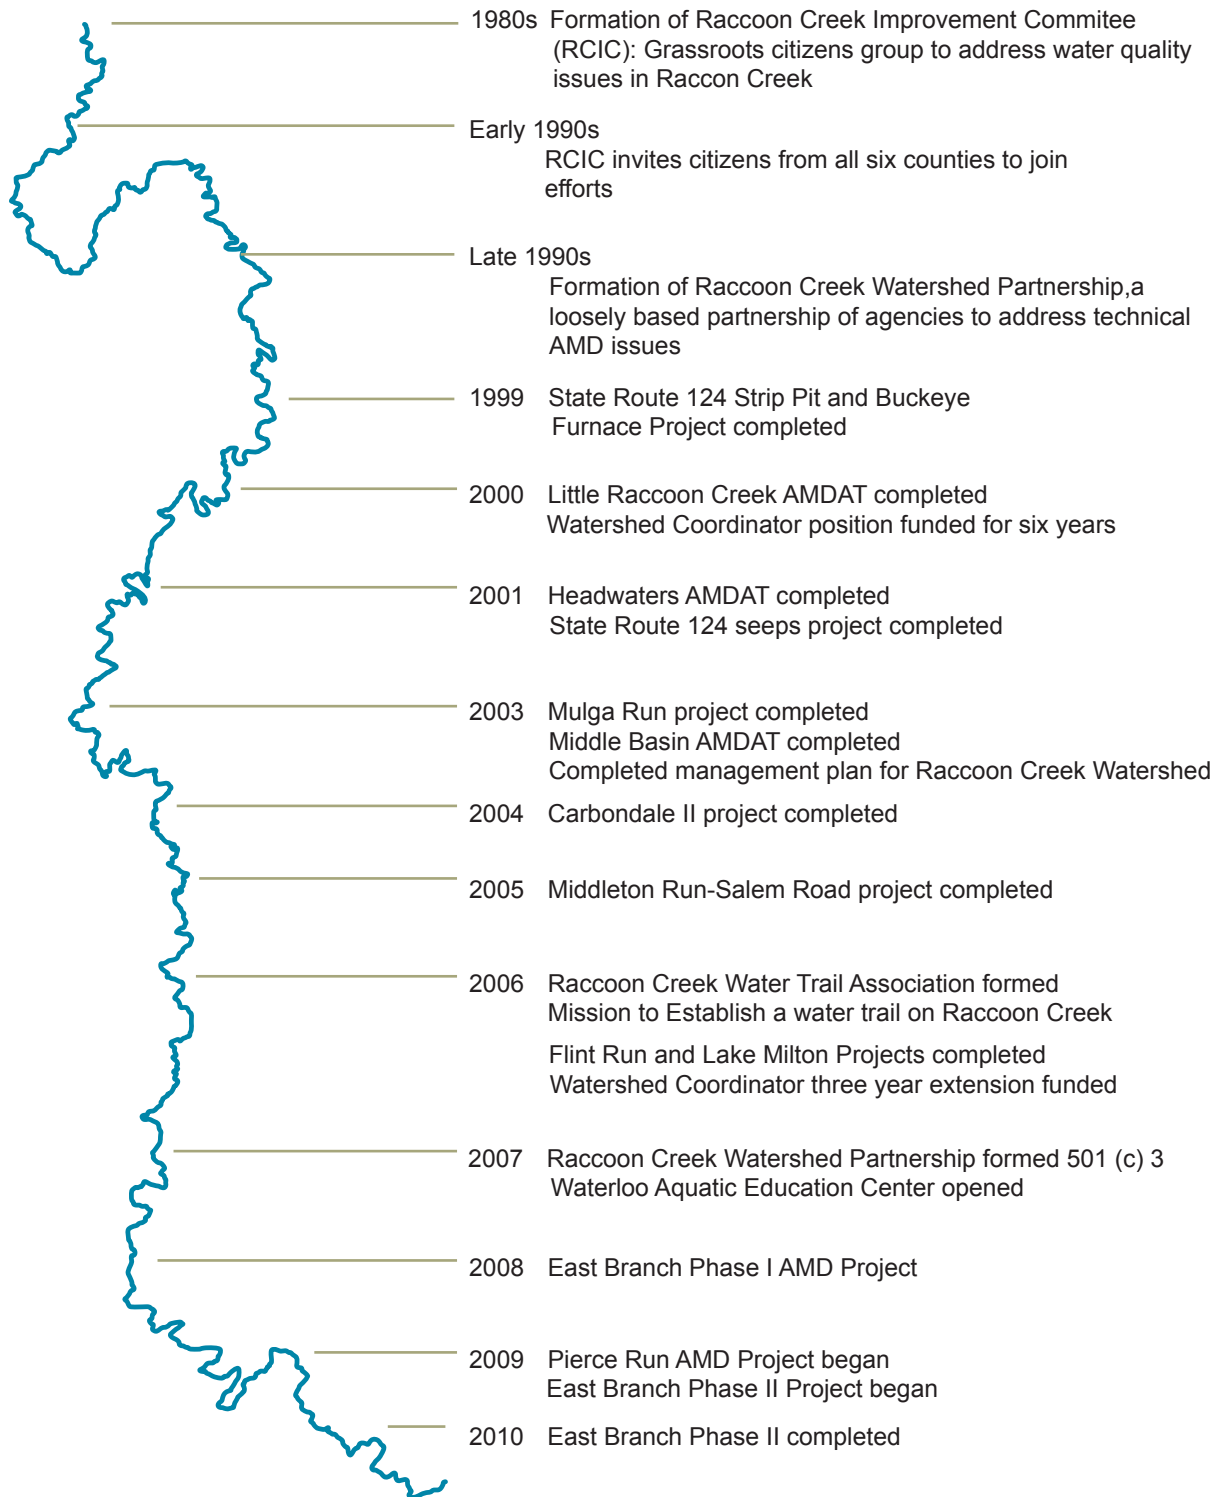 1980s Formation of Raccoon Creek Improvement Commitee
(RCIC): Grassroots citizens group to address water quality
issues in Raccon Creek
Early 1990s
RCIC invites citizens from all six counties to join
efforts
Late 1990s
Formation of Raccoon Creek Watershed Partnership,a
loosely based partnership of agencies to address technical
AMD issues
1999 State Route 124 Strip Pit and Buckeye
Furnace Project completed
2000 Little Raccoon Creek AMDAT completed
Watershed Coordinator position funded for six years
2001 Headwaters AMDAT completed
State Route 124 seeps project completed
2003 Mulga Run project completed
Middle Basin AMDAT completed
Completed management plan for Raccoon Creek Watershed
2004 Carbondale II project completed
2005 Middleton Run-Salem Road project completed
2006 Raccoon Creek Water Trail Association formed
Mission to Establish a water trail on Raccoon Creek
Flint Run and Lake Milton Projects completed
Watershed Coordinator three year extension funded
2007 Raccoon Creek Watershed Partnership formed 501 (c) 3
Waterloo Aquatic Education Center opened
2008 East Branch Phase I AMD Project
2009 Pierce Run AMD Project began
East Branch Phase II Project began
2010 East Branch Phase II completed